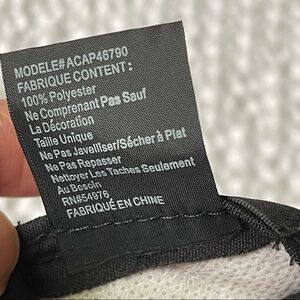 MODELE#ACAP46790
FABRIQUE CONTENT :
100% Polyester
Ne Comprenant Pas Sauf
La Décoration
Taille Unique
Ne Pas Javelliser/Sécher à Plat
Ne Pas Repasser
Nettoyer Les Taches Seulement
Au Besoin
RN#54976
FABRIQUÉ EN CHINE